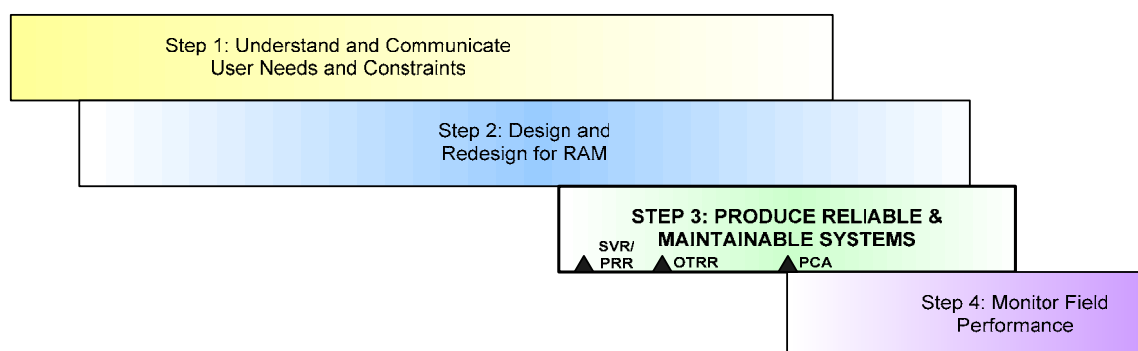 Step 1: Understand and Communicate
User Needs and Constraints
Step 2: Design and
Redesign for RAM
STEP 3: PRODUCE RELIABLE &
MAINTAINABLE SYSTEMS
SVR/
PRR
OTRR
PCA
Step 4: Monitor Field
Performance